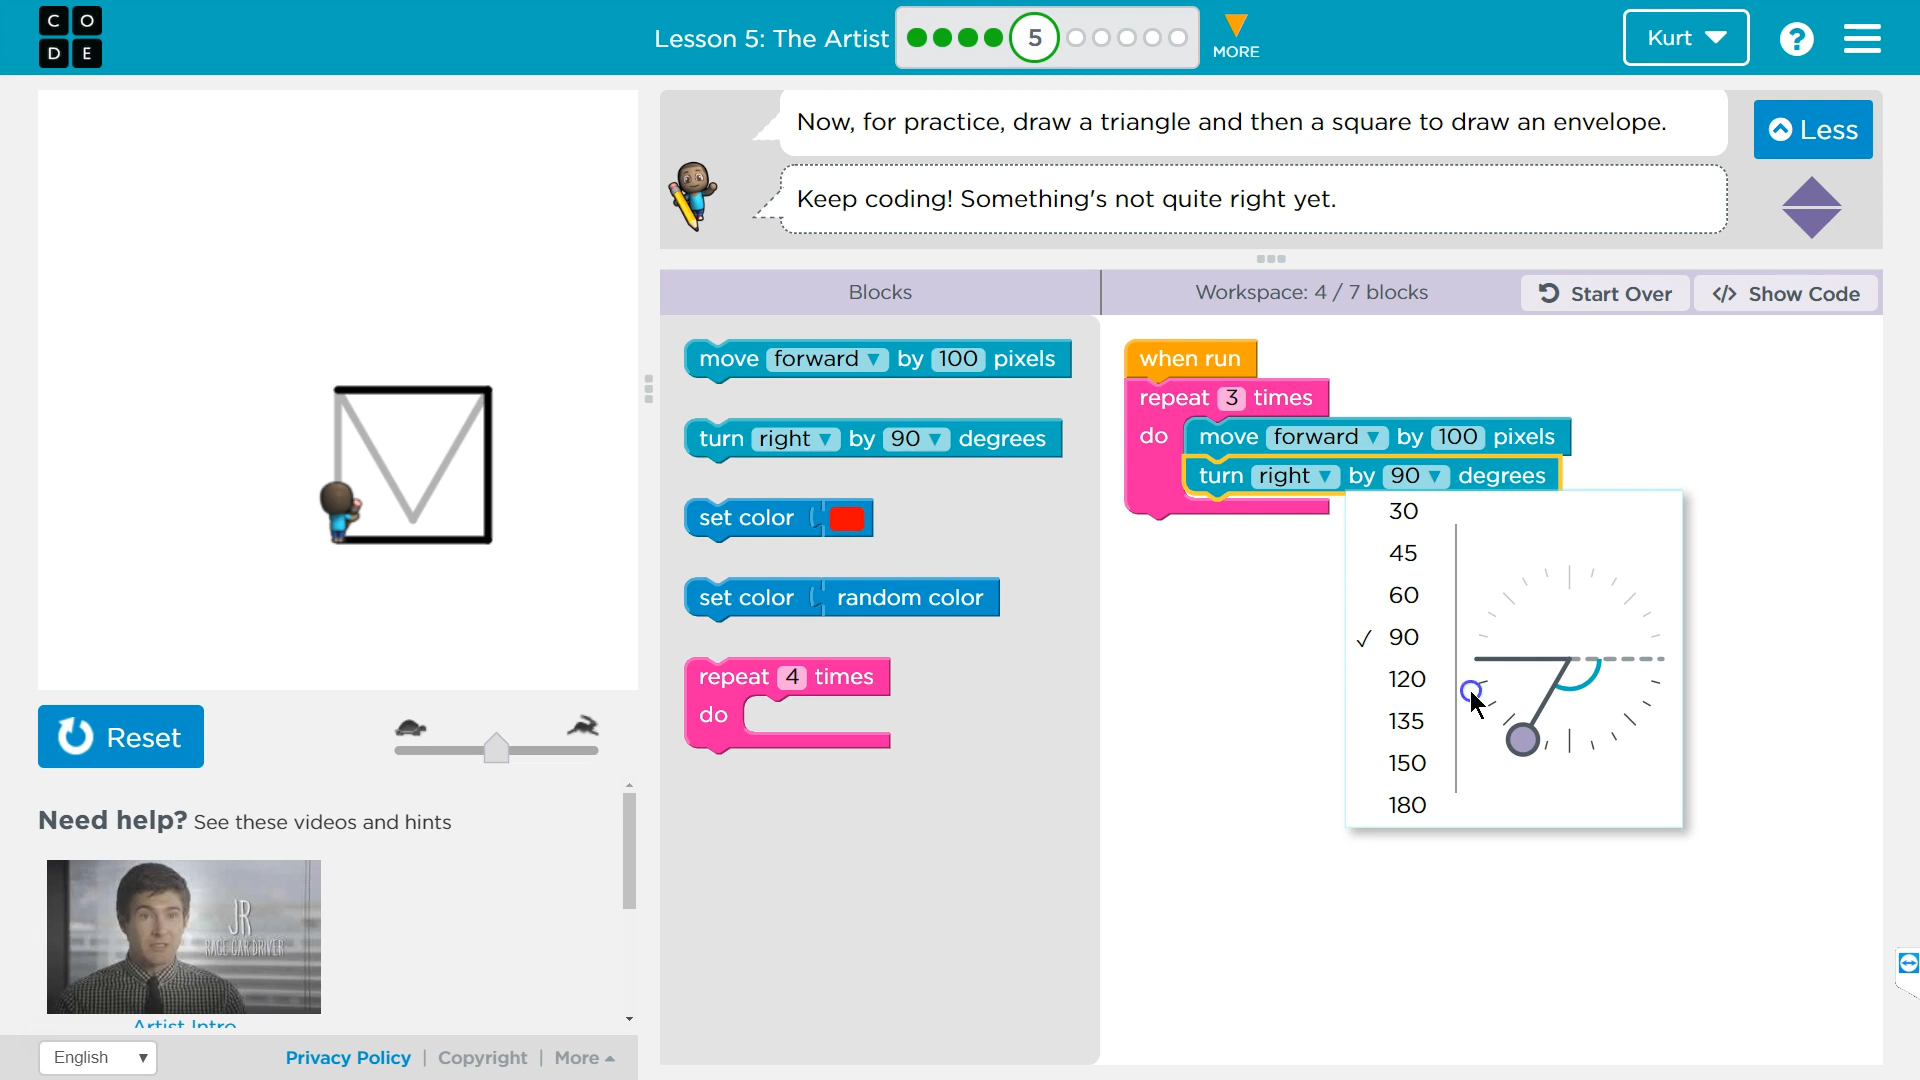 C O
D E
Lesson 5: The Artist
5
MORE
Kurt
?
Now, for practice, draw a triangle and then a square to draw an envelope.
Less
Keep coding! Something's not quite right yet.
Blocks
Workspace: 4 / 7 blocks
Start Over
</> Show Code
move forward ▼ by 100 pixels
turn right ▼ by 90 ▼ degrees
set color
set color random color
repeat 4 times
do
when run
repeat 3 times
do
move forward ▼ by 100 pixels
turn right ▼ by 90 ▼ degrees
30
45
60
✓ 90
120
135
150
180
Reset
Need help? See these videos and hints
JR
RACE CAR DRIVER
Artist Intro
English ▼
Privacy Policy | Copyright | More